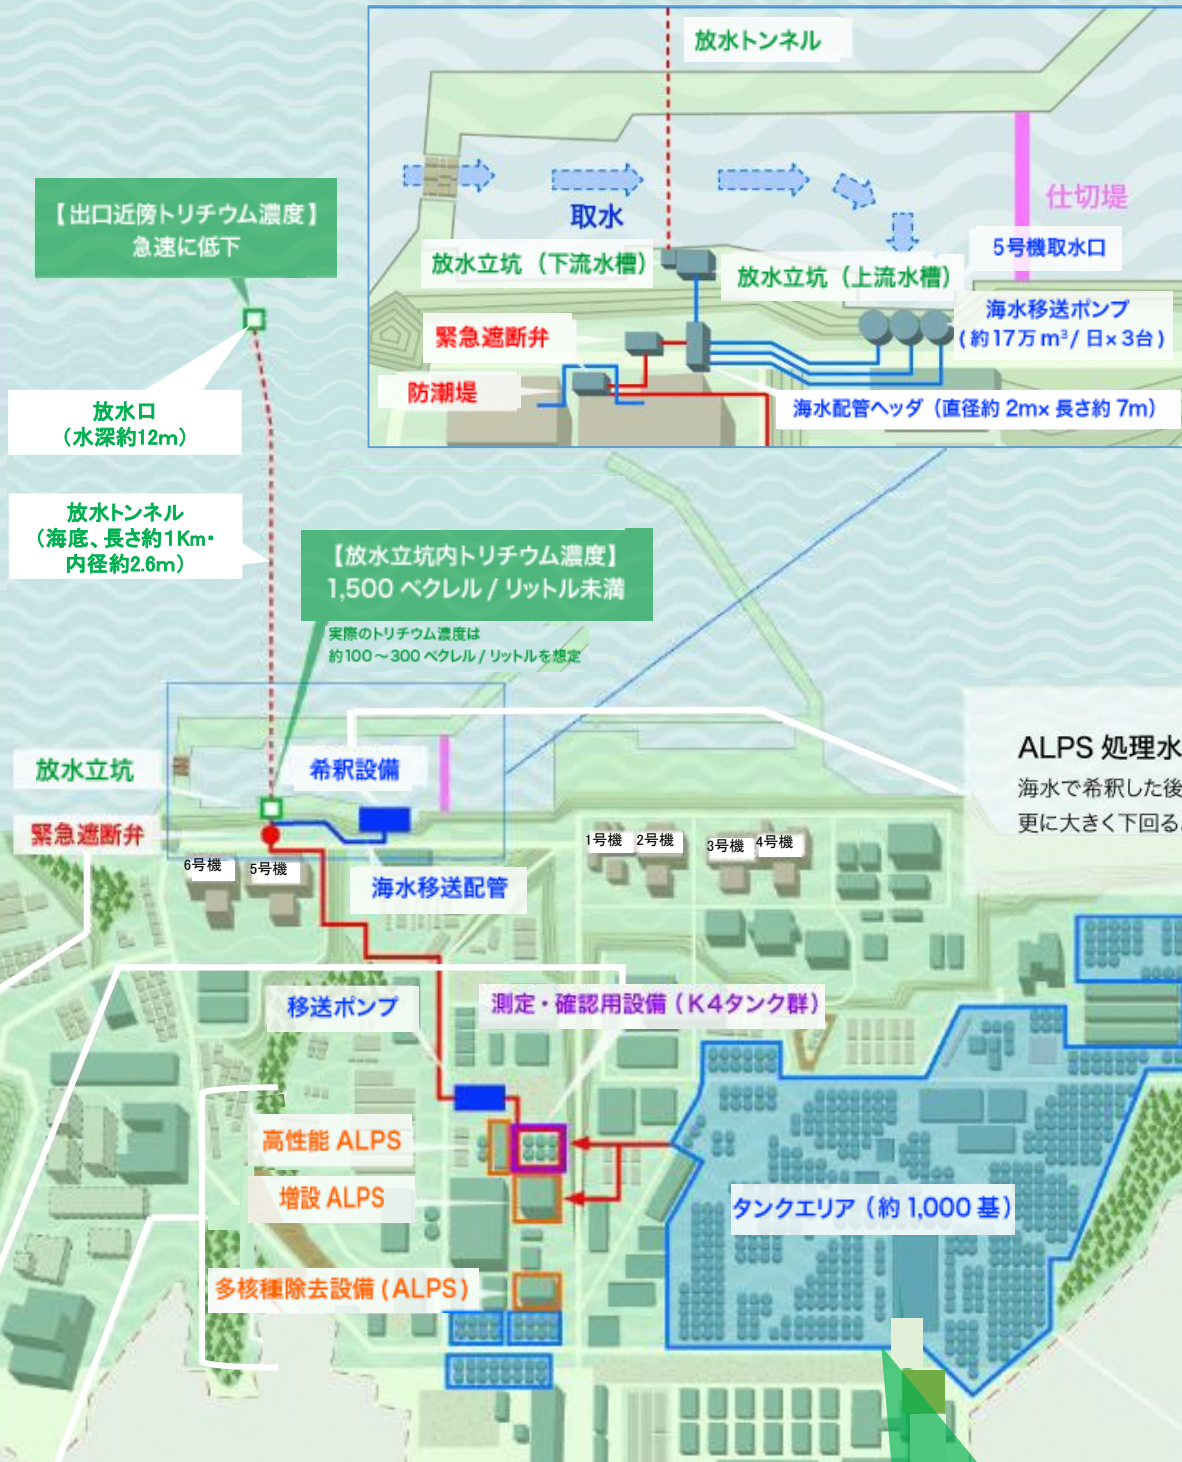 放水トンネル
【出口近傍トリチウム濃度】
急速に低下
取水
仕切堤
5号機取水口
放水立坑（下流水槽）
放水立坑（上流水槽）
海水移送ポンプ
(約17万m³/日×3台)
緊急遮断弁
防潮堤
海水配管ヘッダ（直径約2m×長さ約7m）
放水口
（水深約12m）
放水トンネル
（海底、長さ約1Km・
内径約2.6m）
【放水立坑内トリチウム濃度】
1,500 ベクレル / リットル未満
実際のトリチウム濃度は
約100～300 ベクレル / リットルを想定
ALPS 処理水
海水で希釈した後
更に大きく下回る
放水立坑
希釈設備
緊急遮断弁
6号機
5号機
1号機
2号機
3号機
4号機
海水移送配管
移送ポンプ
測定・確認用設備（K4タンク群）
高性能 ALPS
増設 ALPS
タンクエリア（約 1,000 基）
多核種除去設備 (ALPS)